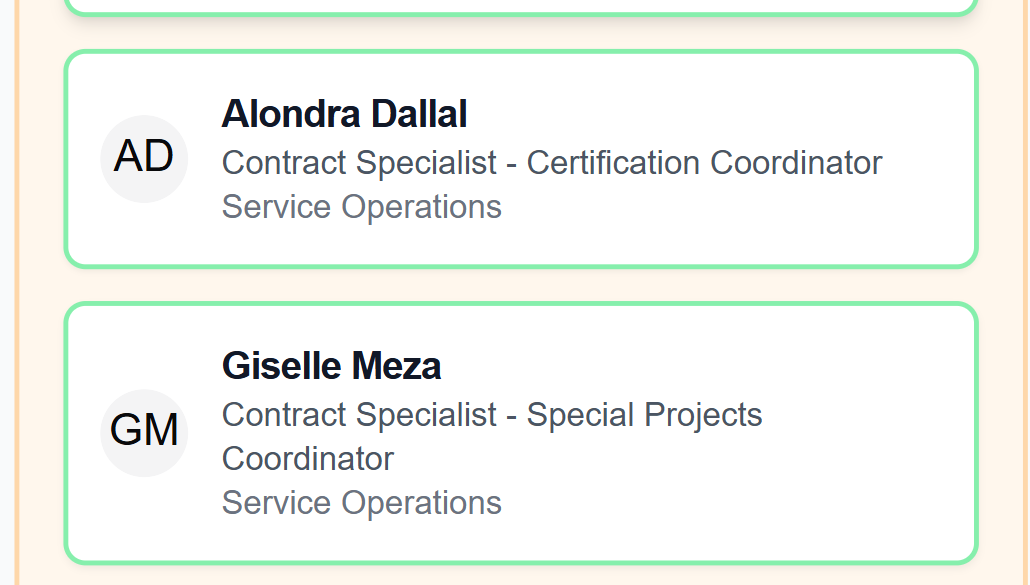 AD
Alondra Dallal
Contract Specialist - Certification Coordinator
Service Operations
GM
Giselle Meza
Contract Specialist - Special Projects
Coordinator
Service Operations